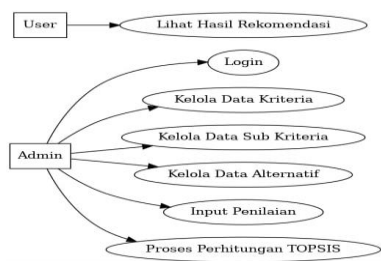 User
Lihat Hasil Rekomendasi
Login
Kelola Data Kriteria
Kelola Data Sub Kriteria
Admin
Kelola Data Alternatif
Input Penilaian
Proses Perhitungan TOPSIS